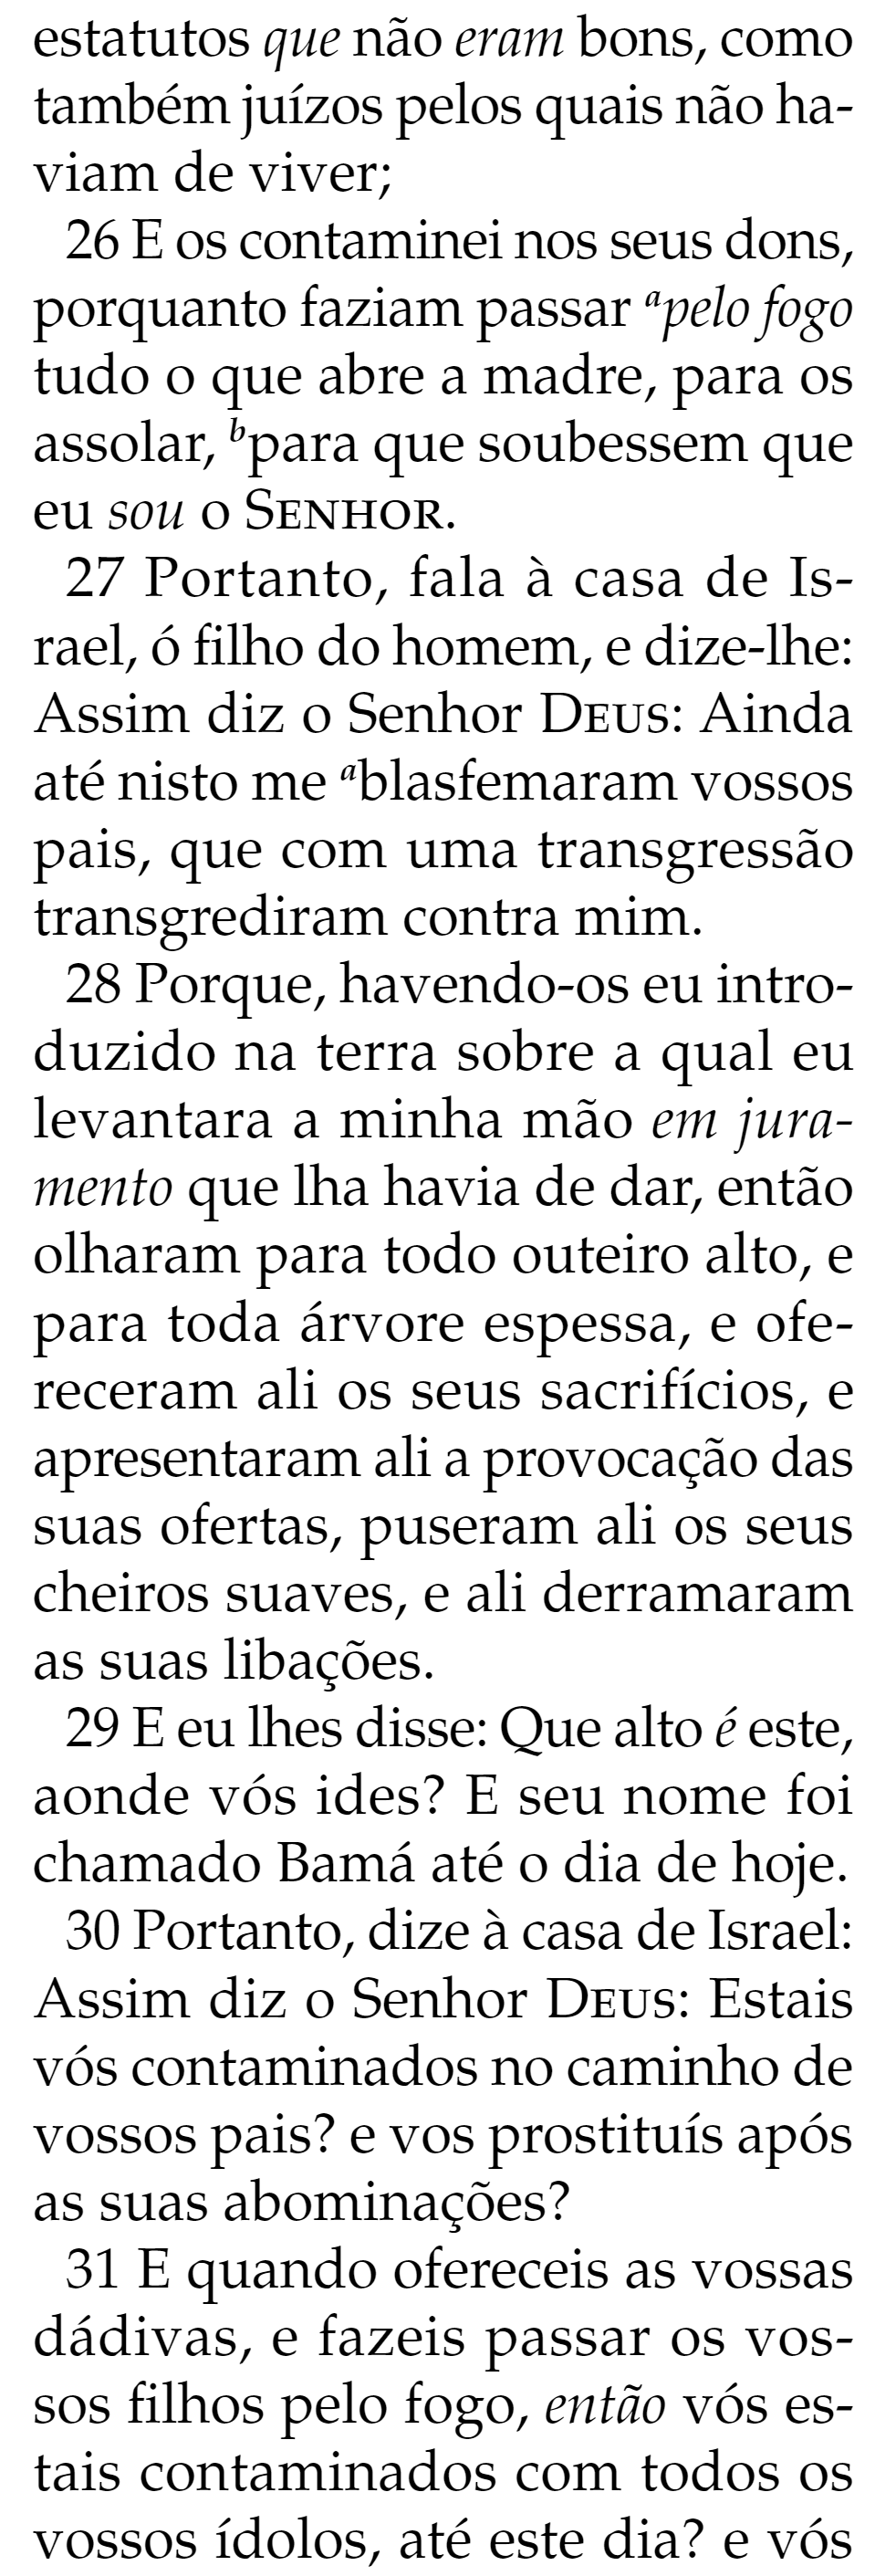 estatutos que não eram bons, como
também juízos pelos quais não ha-
viam de viver;
26 E os contaminei nos seus dons,
porquanto faziam passar ᵃpelo fogo
tudo o que abre a madre, para os
assolar, ᵇpara que soubessem que
eu sou o SENHOR.
27 Portanto, fala à casa de Is-
rael, ó filho do homem, e dize-lhe:
Assim diz o Senhor DEUS: Ainda
até nisto me ᵃblasfemaram vossos
pais, que com uma transgressão
transgrediram contra mim.
28 Porque, havendo-os eu intro-
duzido na terra sobre a qual eu
levantara a minha mão em jura-
mento que lha havia de dar, então
olharam para todo outeiro alto, e
para toda árvore espessa, e ofe-
receram ali os seus sacrifícios, e
apresentaram ali a provocação das
suas ofertas, puseram ali os seus
cheiros suaves, e ali derramaram
as suas libações.
29 E eu lhes disse: Que alto é este,
aonde vós ides? E seu nome foi
chamado Bamá até o dia de hoje.
30 Portanto, dize à casa de Israel:
Assim diz o Senhor DEUS: Estais
vós contaminados no caminho de
vossos pais? e vos prostituís após
as suas abominações?
31 E quando ofereceis as vossas
dádivas, e fazeis passar os vos-
sos filhos pelo fogo, então vós es-
tais contaminados com todos os
vossos ídolos, até este dia? e vós